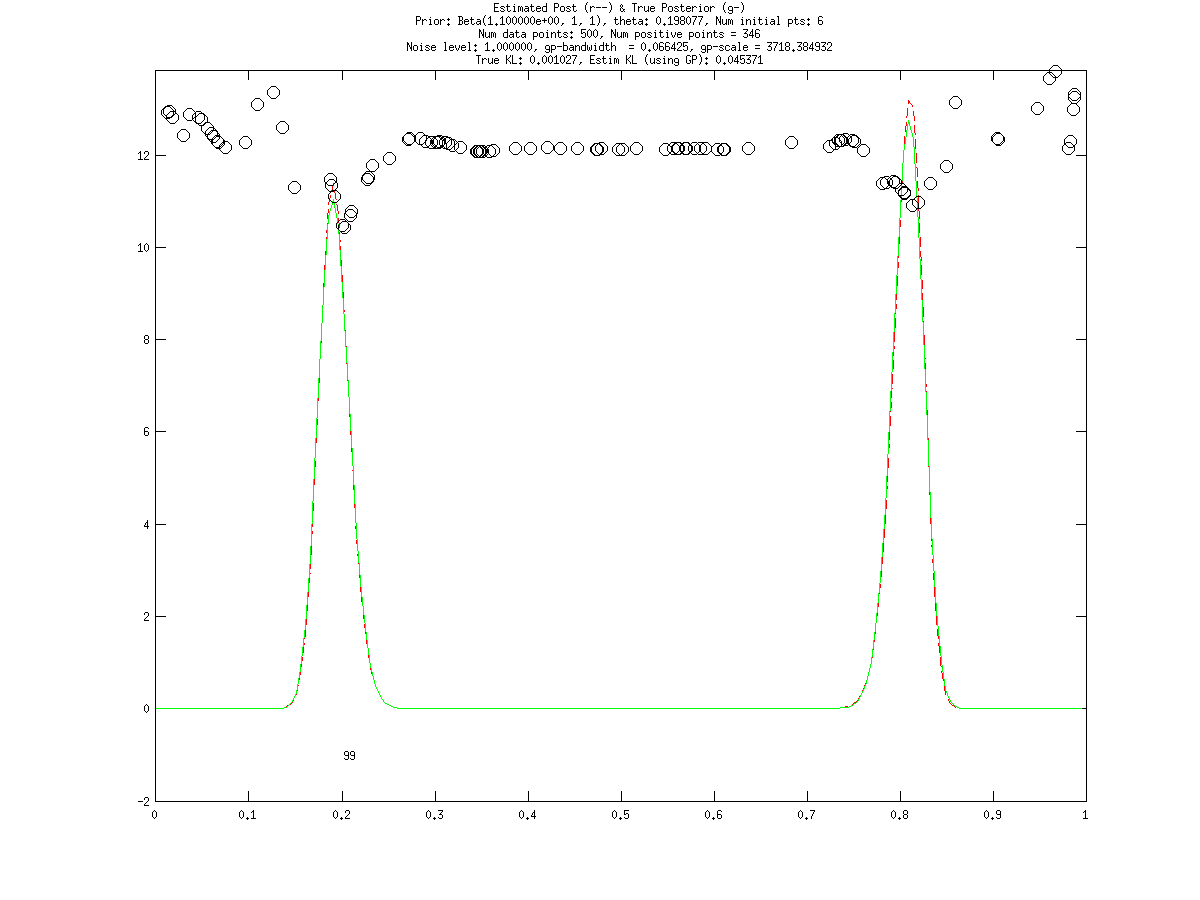 Estimated Post (r--) & True Posterior (g-)
Prior: Beta(1.100000e+00, 1, 1), theta: 0.198077, Num initial pts: 6
Num data points: 500, Num positive points = 346
Noise level: 1.000000, gp-bandwidth  = 0.066425, gp-scale = 3718.384932
True KL: 0.001027, Estim KL (using GP): 0.045371
12
10
8
6
4
2
0
99
-2
0 0.1 0.2 0.3 0.4 0.5 0.6 0.7 0.8 0.9 1